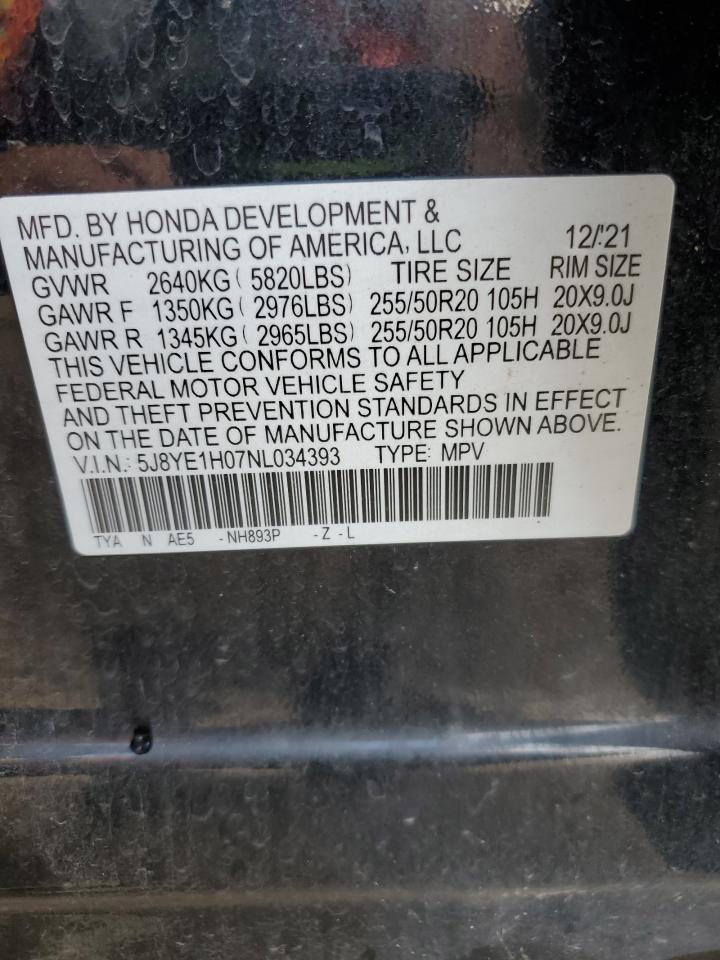 MFD. BY HONDA DEVELOPMENT &
MANUFACTURING OF AMERICA, LLC 12/'21
GVWR 2640KG ( 5820LBS) TIRE SIZE RIM SIZE
GAWR F 1350KG ( 2976LBS) 255/50R20 105H 20X9.0J
GAWR R 1345KG ( 2965LBS) 255/50R20 105H 20X9.0J
THIS VEHICLE CONFORMS TO ALL APPLICABLE
FEDERAL MOTOR VEHICLE SAFETY
AND THEFT PREVENTION STANDARDS IN EFFECT
ON THE DATE OF MANUFACTURE SHOWN ABOVE.
V.I.N.: 5J8YE1H07NL034393 TYPE: MPV
TYA N AE5 -NH893P -Z -L